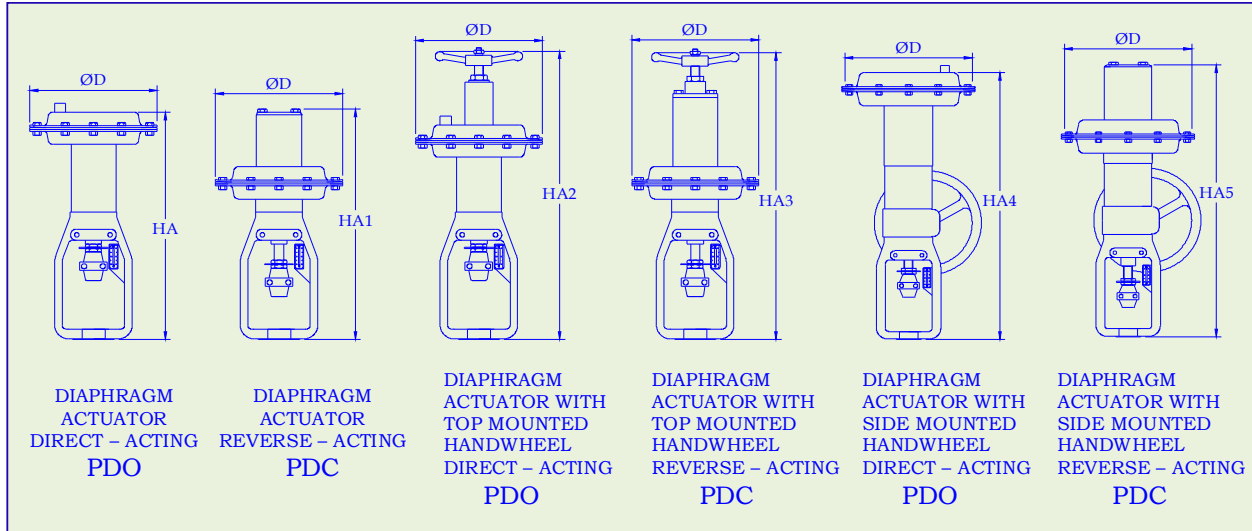 ØD
HA
DIAPHRAGM
ACTUATOR
DIRECT – ACTING
PDO
ØD
HA1
DIAPHRAGM
ACTUATOR
REVERSE – ACTING
PDC
ØD
HA2
DIAPHRAGM
ACTUATOR WITH
TOP MOUNTED
HANDWHEEL
DIRECT – ACTING
PDO
ØD
HA3
DIAPHRAGM
ACTUATOR WITH
TOP MOUNTED
HANDWHEEL
REVERSE – ACTING
PDC
ØD
HA4
DIAPHRAGM
ACTUATOR WITH
SIDE MOUNTED
HANDWHEEL
DIRECT – ACTING
PDO
ØD
HA5
DIAPHRAGM
ACTUATOR WITH
SIDE MOUNTED
HANDWHEEL
REVERSE – ACTING
PDC